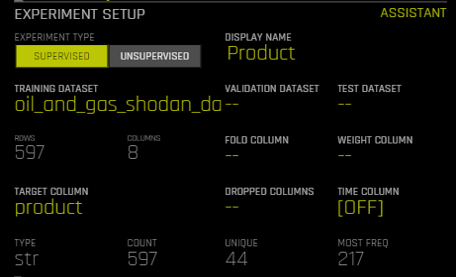 EXPERIMENT SETUP
ASSISTANT
EXPERIMENT TYPE
DISPLAY NAME
SUPERVISED
UNSUPERVISED
Product
TRAINING DATASET
VALIDATION DATASET
TEST DATASET
oil_and_gas_shodan_da
--
--
ROWS
COLUMNS
FOLD COLUMN
WEIGHT COLUMN
597
8
--
--
TARGET COLUMN
DROPPED COLUMNS
TIME COLUMN
product
--
[OFF]
TYPE
COUNT
UNIQUE
MOST FREQ
str
597
44
217